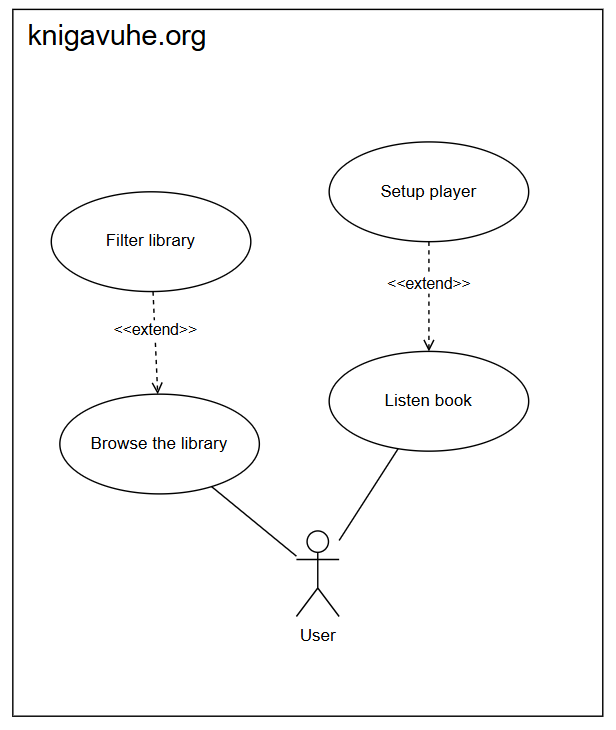 knigavuhe.org
Setup player
Filter library
<<extend>>
<<extend>>
Listen book
Browse the library
User